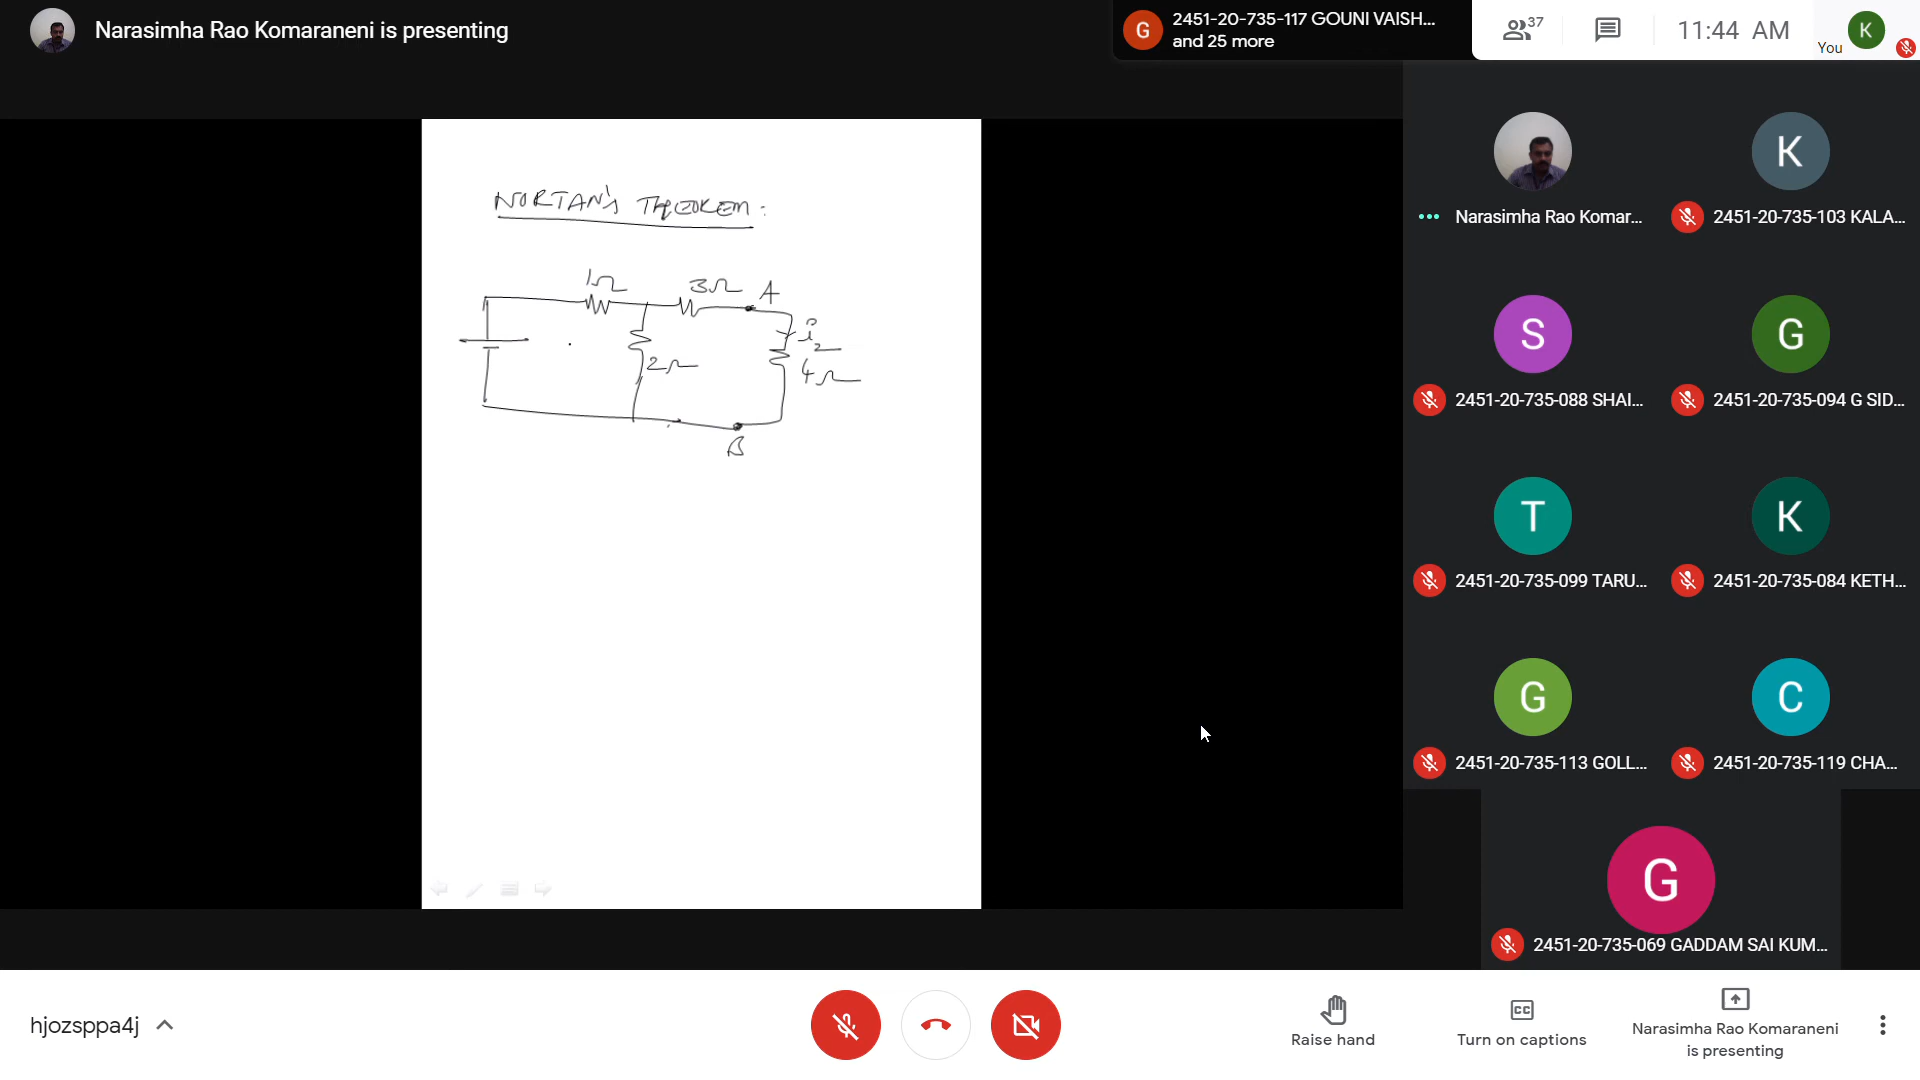 Narasimha Rao Komaraneni is presenting
G
2451-20-735-117 GOUNI VAISH...
and 25 more
37
11:44 AM
You
K
NORTAN'S THEOREM:
1Ω
3Ω
A
i2
2Ω
4Ω
B
Narasimha Rao Komar...
K
2451-20-735-103 KALA...
S
2451-20-735-088 SHAI...
G
2451-20-735-094 G SID...
T
2451-20-735-099 TARU...
K
2451-20-735-084 KETH...
G
2451-20-735-113 GOLL...
C
2451-20-735-119 CHA...
G
2451-20-735-069 GADDAM SAI KUM...
hjozsppa4j
Raise hand
CC
Turn on captions
Narasimha Rao Komaraneni
is presenting